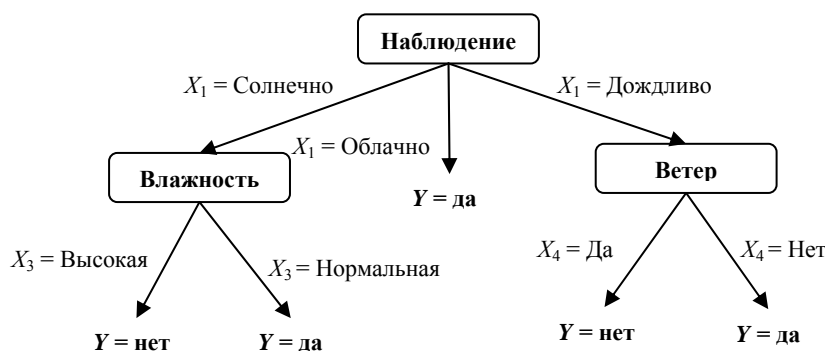 Наблюдение
X₁ = Солнечно
X₁ = Дождливо
X₁ = Облачно
Влажность
Ветер
Y = да
X₃ = Высокая
X₃ = Нормальная
X₄ = Да
X₄ = Нет
Y = нет
Y = да
Y = нет
Y = да